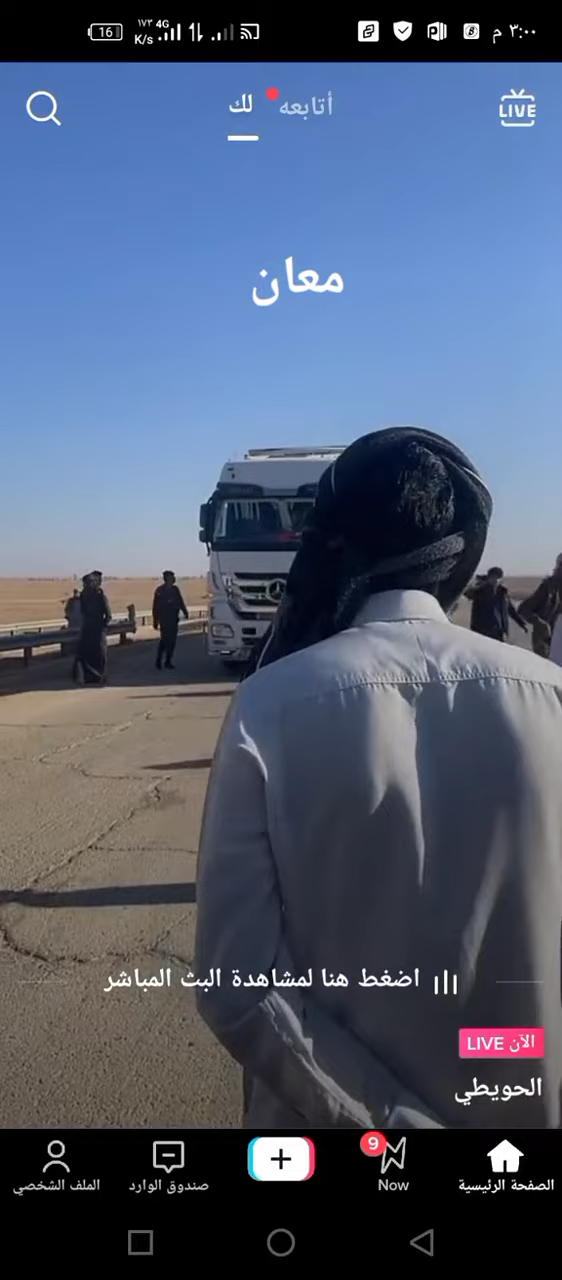 16 ١٧٣ K/s 4G م ٣:٠٠
LIVE أتابعه لك
معان
اضغط هنا لمشاهدة البث المباشر
الآن LIVE
الحويطي
9
الصفحة الرئيسية Now صندوق الوارد الملف الشخصي